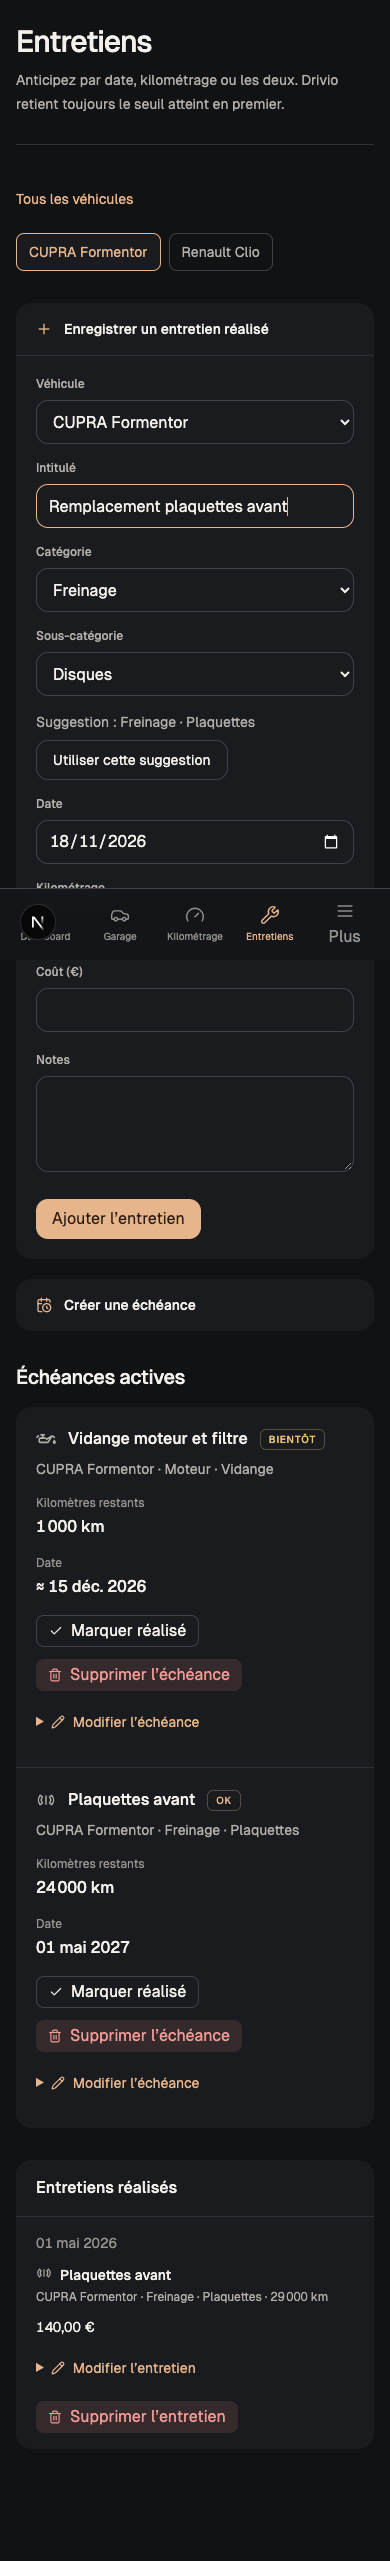 Entretiens
Anticipez par date, kilométrage ou les deux. Drivio
retient toujours le seuil atteint en premier.
Tous les véhicules
CUPRA Formentor
Renault Clio
Enregistrer un entretien réalisé
Véhicule
CUPRA Formentor
Intitulé
Remplacement plaquettes avant
Catégorie
Freinage
Sous-catégorie
Disques
Suggestion : Freinage · Plaquettes
Utiliser cette suggestion
Date
18/11/2026
Kilométrage
N
Garage
Kilométrage
Entretiens
Plus
Coût (€)
Notes
Ajouter l’entretien
Créer une échéance
Échéances actives
Vidange moteur et filtre BIENTÔT
CUPRA Formentor · Moteur · Vidange
Kilomètres restants
1 000 km
Date
≈ 15 déc. 2026
Marquer réalisé
Supprimer l’échéance
Modifier l’échéance
Plaquettes avant OK
CUPRA Formentor · Freinage · Plaquettes
Kilomètres restants
24 000 km
Date
01 mai 2027
Marquer réalisé
Supprimer l’échéance
Modifier l’échéance
Entretiens réalisés
01 mai 2026
Plaquettes avant
CUPRA Formentor · Freinage · Plaquettes · 29 000 km
140,00 €
Modifier l’entretien
Supprimer l’entretien